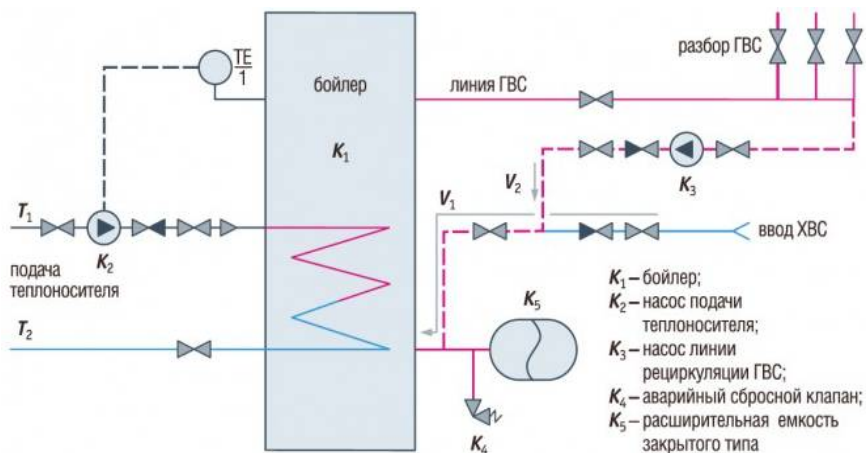 TE
1
бойлер
линия ГВС
разбор ГВС
K1
K3
V1
V2
T1
K2
ввод ХВС
подача
теплоносителя
T2
K5
K4
K1 – бойлер;
K2 – насос подачи
теплоносителя;
K3 – насос линии
рециркуляции ГВС;
K4 – аварийный сбросной клапан;
K5 – расширительная емкость
закрытого типа